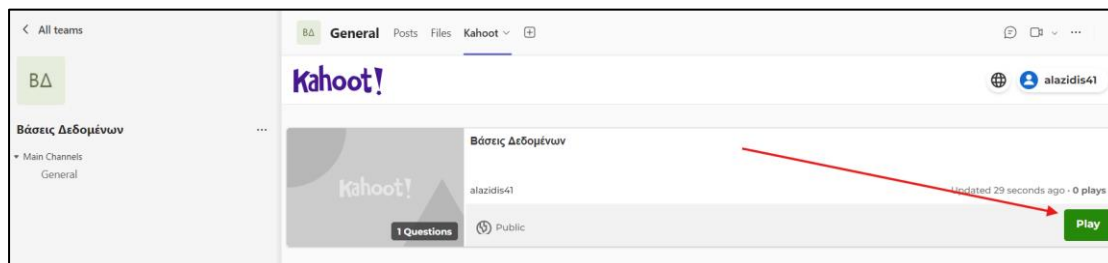 All teams
ΒΔ
Βάσεις Δεδομένων
Main Channels
General
ΒΔ General Posts Files Kahoot
Kahoot!
alazidis41
Kahoot!
1 Questions
Βάσεις Δεδομένων
alazidis41
Updated 29 seconds ago · 0 plays
Public
Play